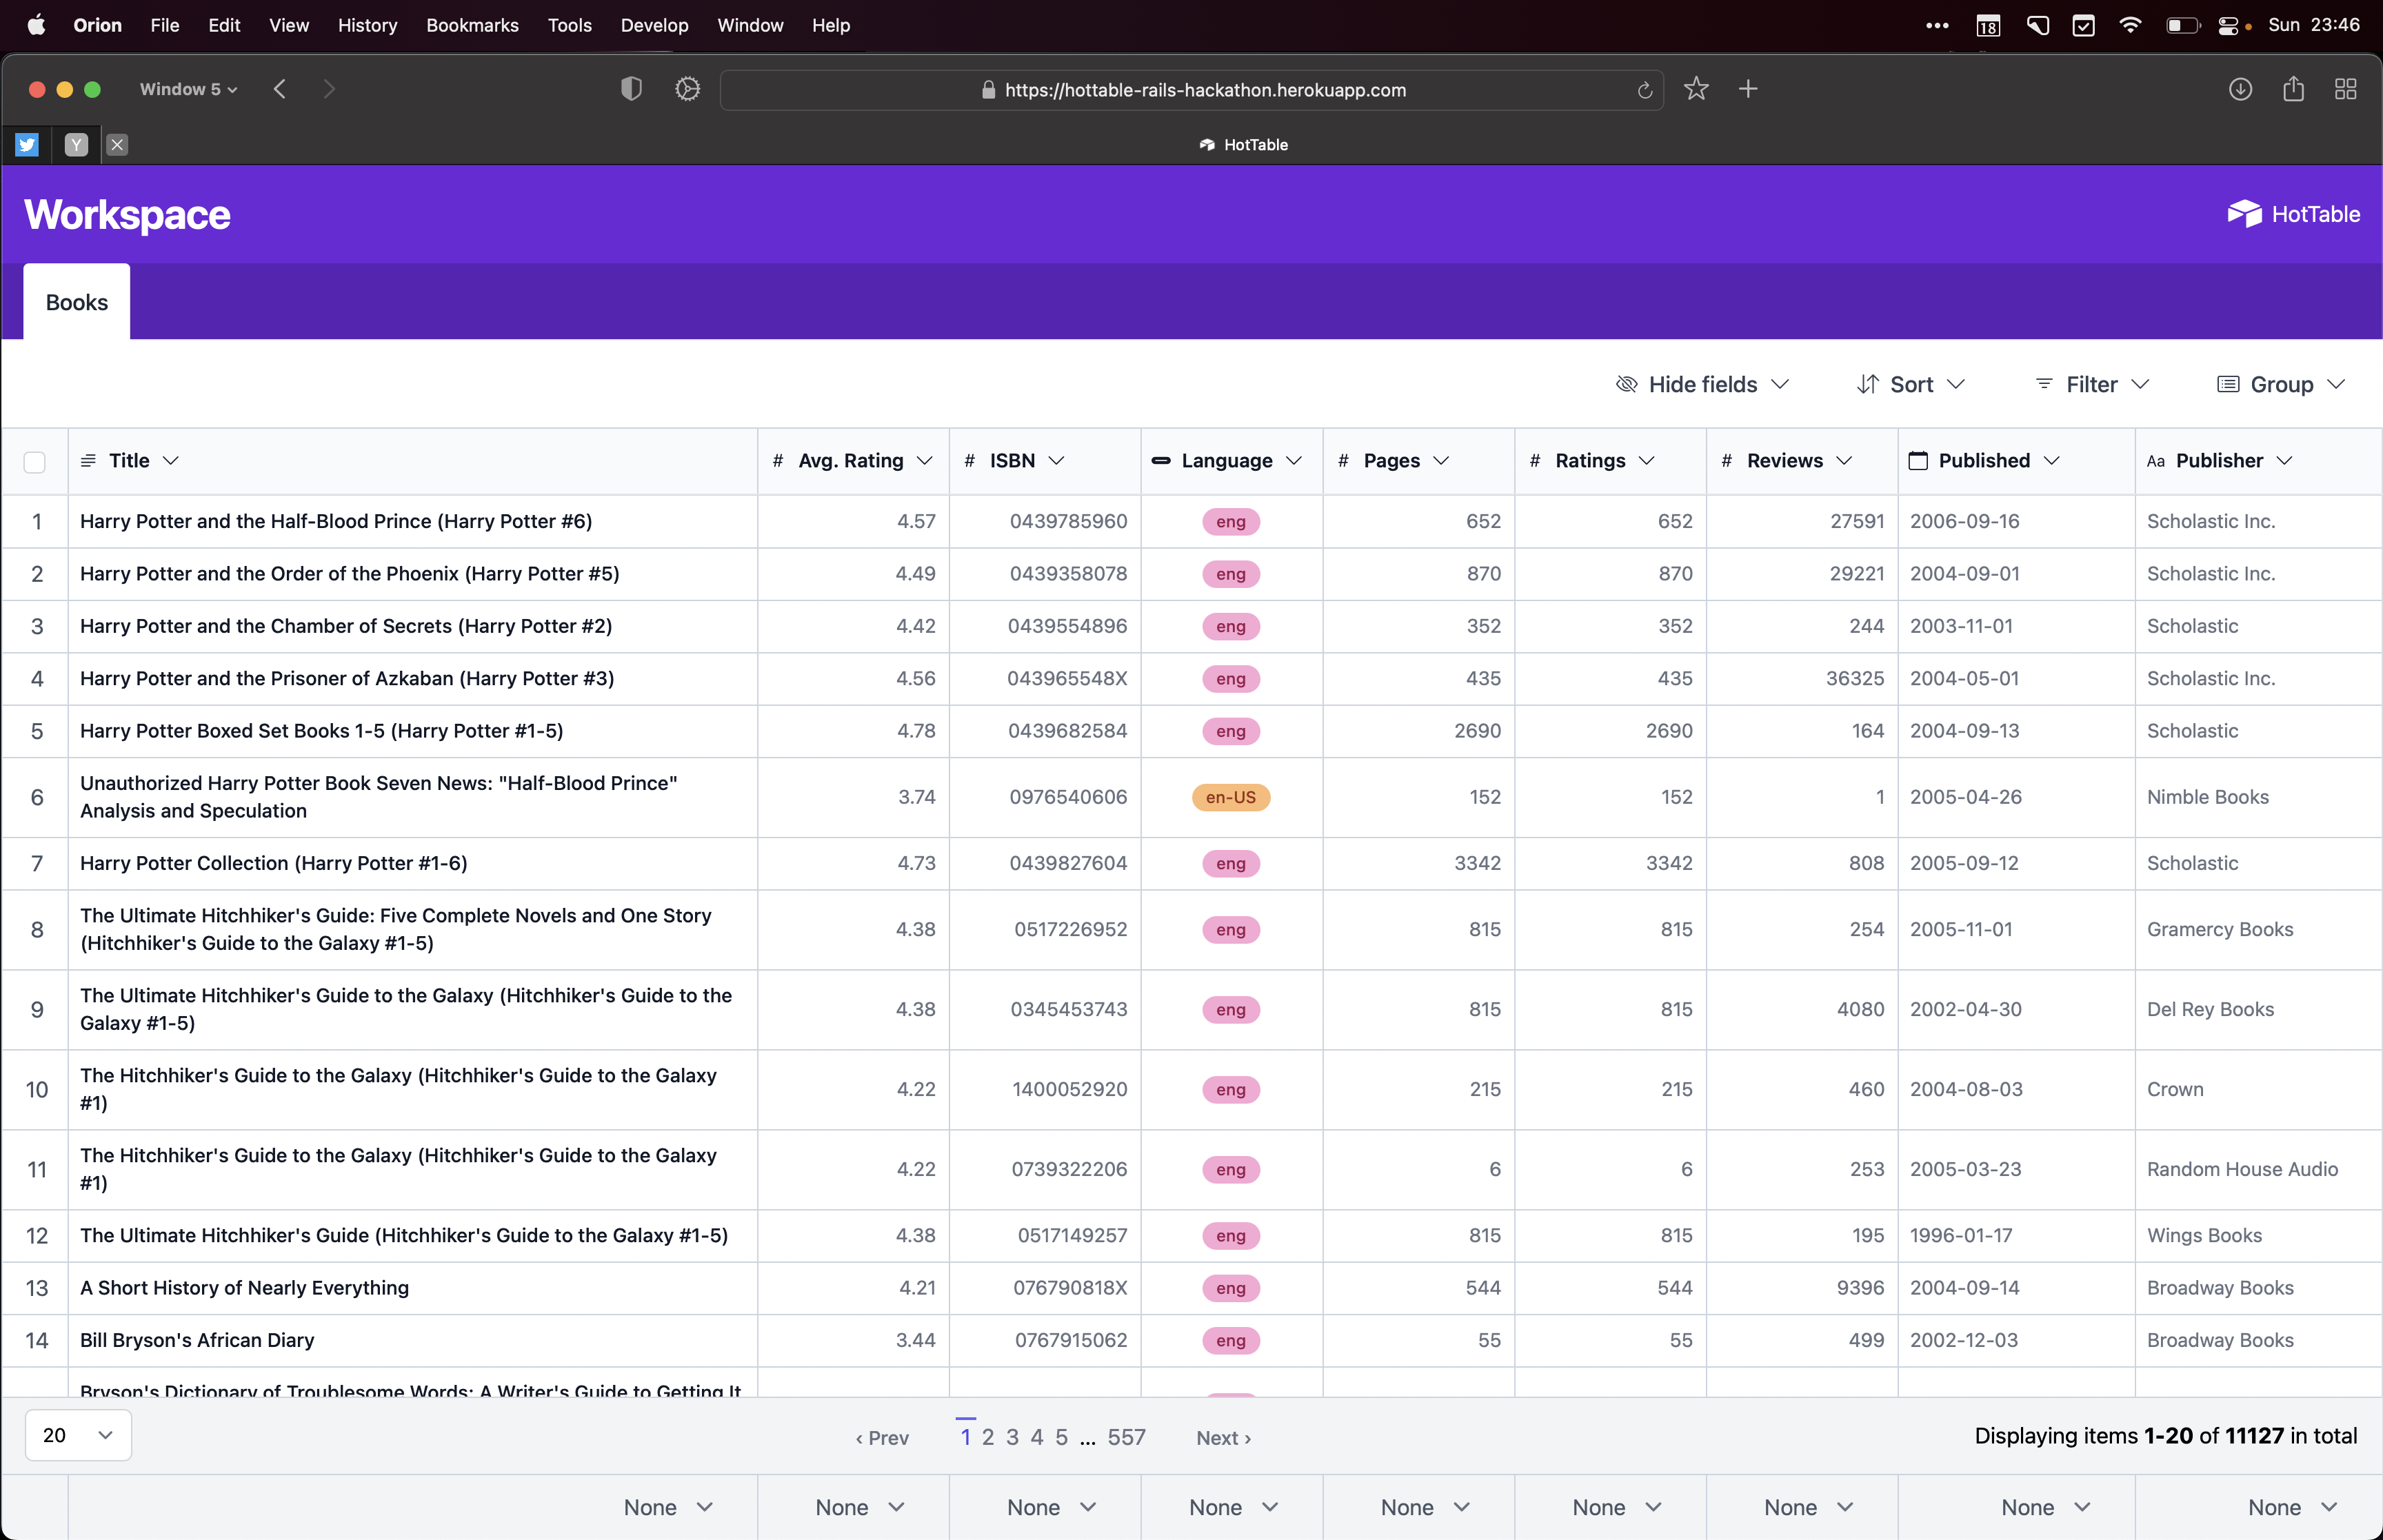 Orion File Edit View History Bookmarks Tools Develop Window Help 18 Sun 23:46
Window 5 https://hottable-rails-hackathon.herokuapp.com
Y HotTable
Workspace HotTable
Books
Hide fields Sort Filter Group
Title # Avg. Rating # ISBN Language # Pages # Ratings # Reviews Published Aa Publisher
1 Harry Potter and the Half-Blood Prince (Harry Potter #6) 4.57 0439785960 eng 652 652 27591 2006-09-16 Scholastic Inc.
2 Harry Potter and the Order of the Phoenix (Harry Potter #5) 4.49 0439358078 eng 870 870 29221 2004-09-01 Scholastic Inc.
3 Harry Potter and the Chamber of Secrets (Harry Potter #2) 4.42 0439554896 eng 352 352 244 2003-11-01 Scholastic
4 Harry Potter and the Prisoner of Azkaban (Harry Potter #3) 4.56 043965548X eng 435 435 36325 2004-05-01 Scholastic Inc.
5 Harry Potter Boxed Set Books 1-5 (Harry Potter #1-5) 4.78 0439682584 eng 2690 2690 164 2004-09-13 Scholastic
6 Unauthorized Harry Potter Book Seven News: "Half-Blood Prince"
Analysis and Speculation 3.74 0976540606 en-US 152 152 1 2005-04-26 Nimble Books
7 Harry Potter Collection (Harry Potter #1-6) 4.73 0439827604 eng 3342 3342 808 2005-09-12 Scholastic
8 The Ultimate Hitchhiker's Guide: Five Complete Novels and One Story
(Hitchhiker's Guide to the Galaxy #1-5) 4.38 0517226952 eng 815 815 254 2005-11-01 Gramercy Books
9 The Ultimate Hitchhiker's Guide to the Galaxy (Hitchhiker's Guide to the
Galaxy #1-5) 4.38 0345453743 eng 815 815 4080 2002-04-30 Del Rey Books
10 The Hitchhiker's Guide to the Galaxy (Hitchhiker's Guide to the Galaxy
#1) 4.22 1400052920 eng 215 215 460 2004-08-03 Crown
11 The Hitchhiker's Guide to the Galaxy (Hitchhiker's Guide to the Galaxy
#1) 4.22 0739322206 eng 6 6 253 2005-03-23 Random House Audio
12 The Ultimate Hitchhiker's Guide (Hitchhiker's Guide to the Galaxy #1-5) 4.38 0517149257 eng 815 815 195 1996-01-17 Wings Books
13 A Short History of Nearly Everything 4.21 076790818X eng 544 544 9396 2004-09-14 Broadway Books
14 Bill Bryson's African Diary 3.44 0767915062 eng 55 55 499 2002-12-03 Broadway Books
Bryson's Dictionary of Troublesome Words: A Writer's Guide to Getting It
20 ‹ Prev 1 2 3 4 5 ... 557 Next › Displaying items 1-20 of 11127 in total
None None None None None None None None None